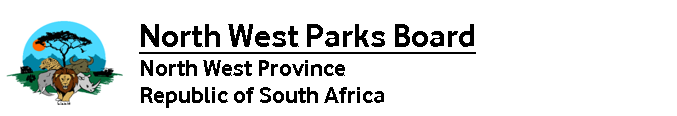 North West Parks Board
North West Province
Republic of South Africa